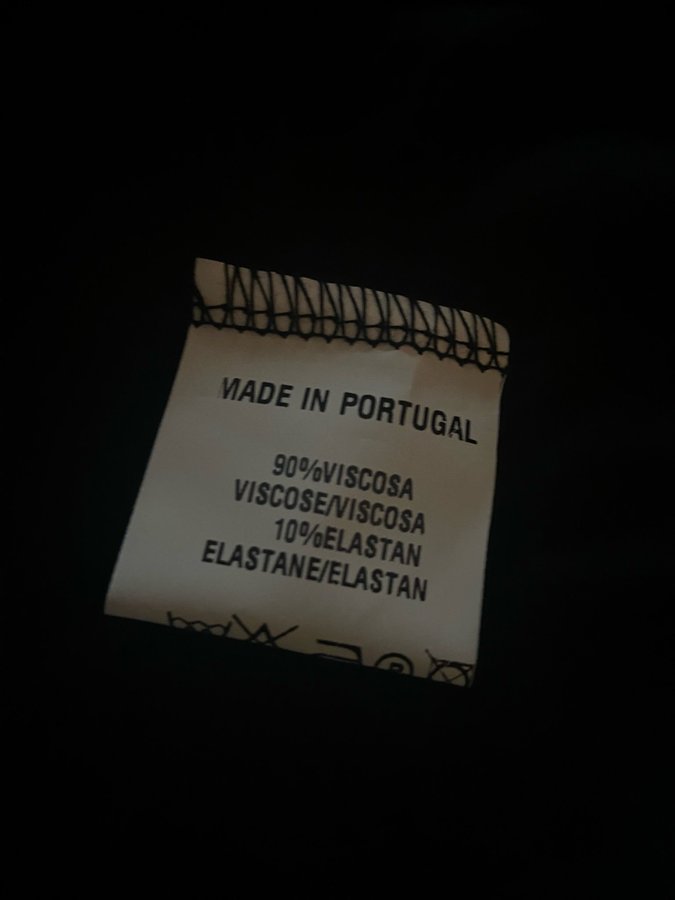 MADE IN PORTUGAL
90%VISCOSA
VISCOSE/VISCOSA
10%ELASTAN
ELASTANE/ELASTAN